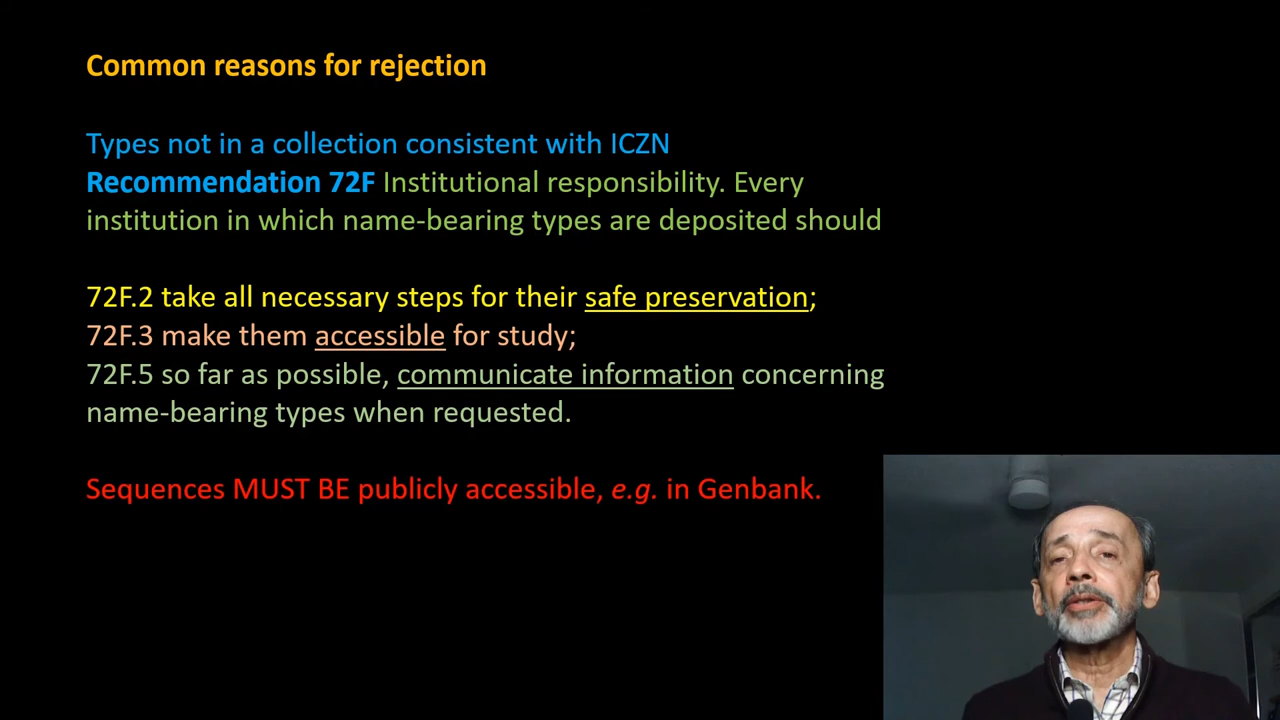 Common reasons for rejection
Types not in a collection consistent with ICZN
Recommendation 72F Institutional responsibility. Every
institution in which name-bearing types are deposited should
72F.2 take all necessary steps for their safe preservation;
72F.3 make them accessible for study;
72F.5 so far as possible, communicate information concerning
name-bearing types when requested.
Sequences MUST BE publicly accessible, e.g. in Genbank.